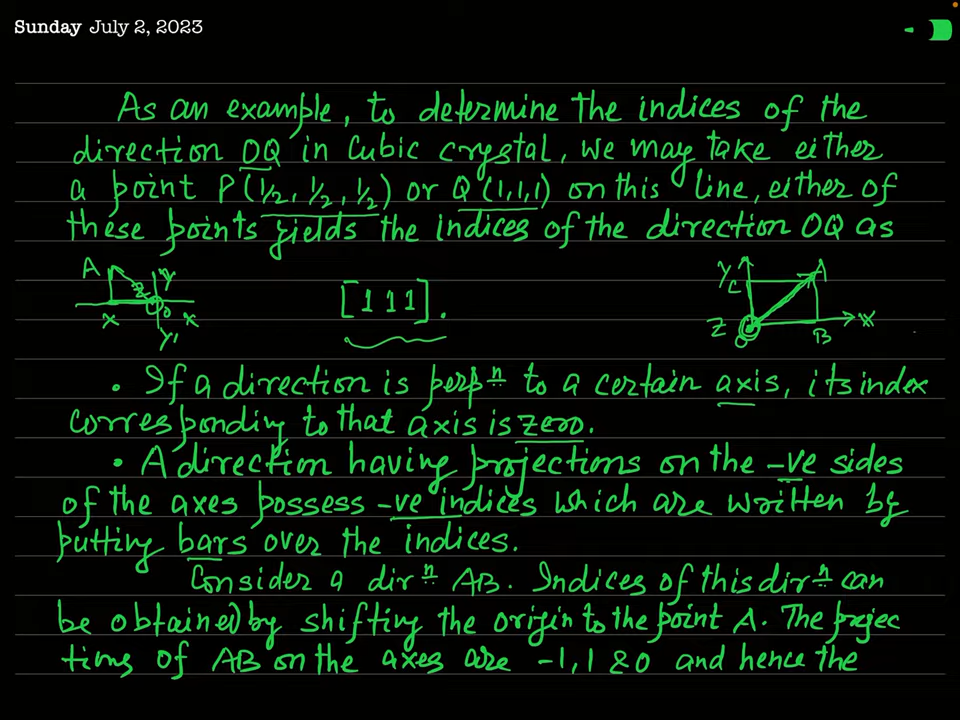 Sunday July 2, 2023
As an example, to determine the indices of the
direction OQ in Cubic crystal, we may take either
a point P(1/2, 1/2, 1/2) or Q (1,1,1) on this line, either of
these points yields the indices of the direction OQ as
A Y Z O X X Y'
[1 1 1].
Y C A Z O B X
• If a direction is perpⁿ to a certain axis, its index
corresponding to that axis is zero.
• A direction having projections on the -ve sides
of the axes possess -ve indices which are written by
putting bars over the indices.
Consider a dirⁿ AB. Indices of this dirⁿ can
be obtained by shifting the origin to the point A. The projec
tions of AB on the axes are -1, 1 & 0 and hence the